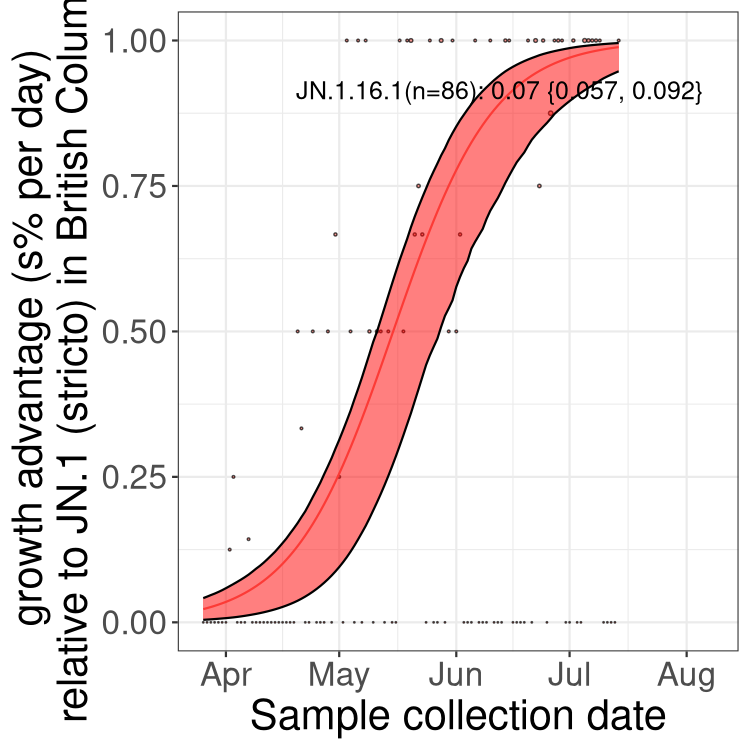 growth advantage (s% per day)
relative to JN.1 (stricto) in British Colum
1.00
0.75
0.50
0.25
0.00
JN.1.16.1(n=86): 0.07 {0.057, 0.092}
Apr May Jun Jul Aug
Sample collection date